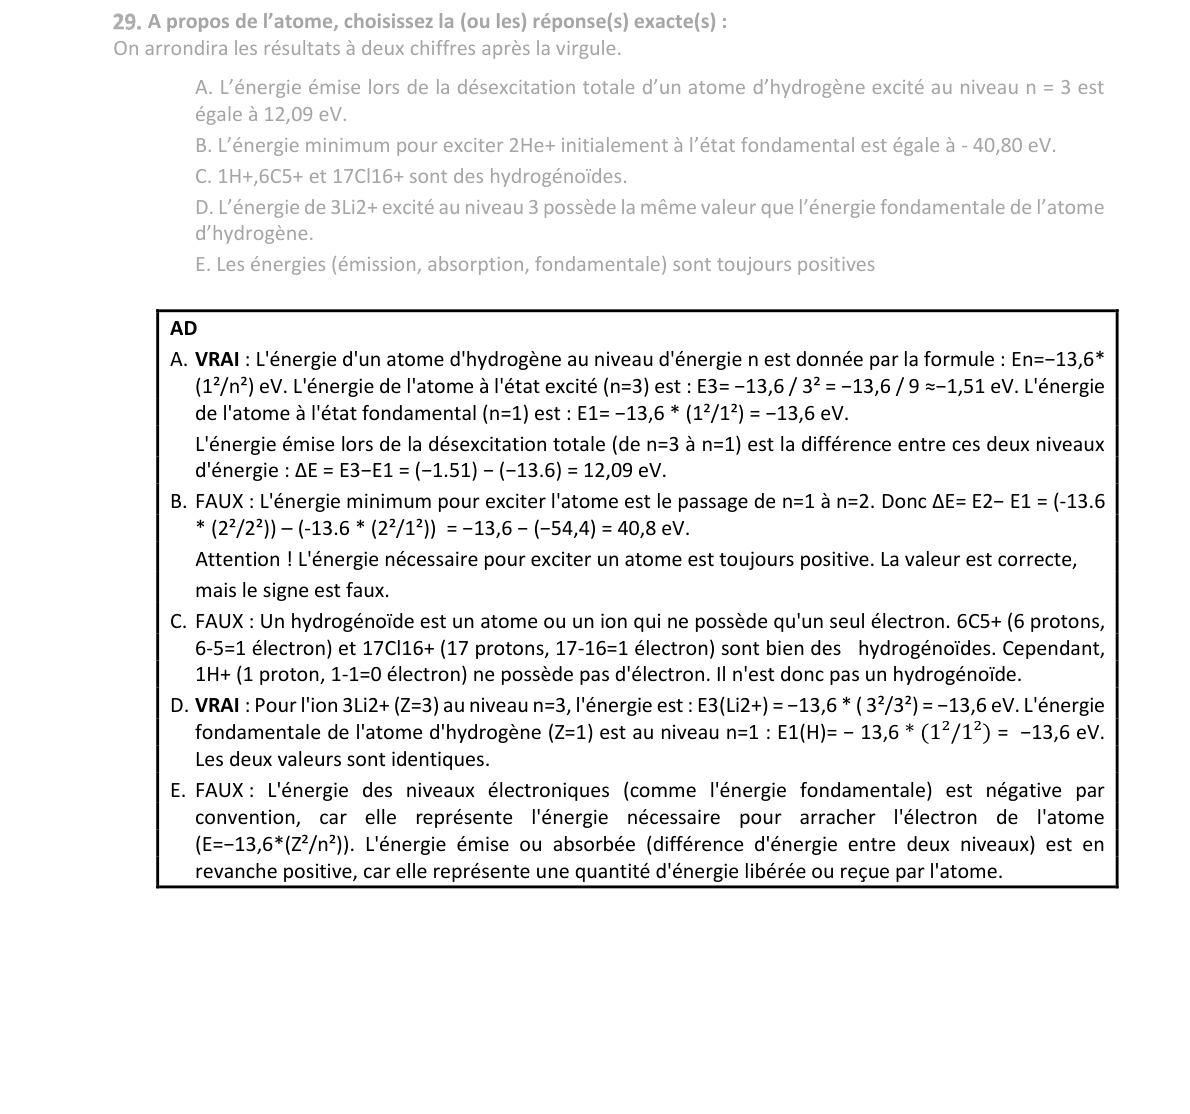 29. A propos de l’atome, choisissez la (ou les) réponse(s) exacte(s) :
On arrondira les résultats à deux chiffres après la virgule.
A. L’énergie émise lors de la désexcitation totale d’un atome d’hydrogène excité au niveau n = 3 est
égale à 12,09 eV.
B. L’énergie minimum pour exciter 2He+ initialement à l’état fondamental est égale à - 40,80 eV.
C. 1H+,6C5+ et 17Cl16+ sont des hydrogénoïdes.
D. L’énergie de 3Li2+ excité au niveau 3 possède la même valeur que l’énergie fondamentale de l’atome
d’hydrogène.
E. Les énergies (émission, absorption, fondamentale) sont toujours positives
AD
A. VRAI : L'énergie d'un atome d'hydrogène au niveau d'énergie n est donnée par la formule : En=−13,6*
(1²/n²) eV. L'énergie de l'atome à l'état excité (n=3) est : E3= −13,6 / 3² = −13,6 / 9 ≈−1,51 eV. L'énergie
de l'atome à l'état fondamental (n=1) est : E1= −13,6 * (1²/1²) = −13,6 eV.
L'énergie émise lors de la désexcitation totale (de n=3 à n=1) est la différence entre ces deux niveaux
d'énergie : ΔE = E3−E1 = (−1.51) − (−13.6) = 12,09 eV.
B. FAUX : L'énergie minimum pour exciter l'atome est le passage de n=1 à n=2. Donc ΔE= E2− E1 = (-13.6
* (2²/2²)) – (-13.6 * (2²/1²)) = −13,6 − (−54,4) = 40,8 eV.
Attention ! L'énergie nécessaire pour exciter un atome est toujours positive. La valeur est correcte,
mais le signe est faux.
C. FAUX : Un hydrogénoïde est un atome ou un ion qui ne possède qu'un seul électron. 6C5+ (6 protons,
6-5=1 électron) et 17Cl16+ (17 protons, 17-16=1 électron) sont bien des hydrogénoïdes. Cependant,
1H+ (1 proton, 1-1=0 électron) ne possède pas d'électron. Il n'est donc pas un hydrogénoïde.
D. VRAI : Pour l'ion 3Li2+ (Z=3) au niveau n=3, l'énergie est : E3(Li2+) = −13,6 * ( 3²/3²) = −13,6 eV. L'énergie
fondamentale de l'atome d'hydrogène (Z=1) est au niveau n=1 : E1(H)= − 13,6 * (1²/1²) = −13,6 eV.
Les deux valeurs sont identiques.
E. FAUX : L'énergie des niveaux électroniques (comme l'énergie fondamentale) est négative par
convention, car elle représente l'énergie nécessaire pour arracher l'électron de l'atome
(E=−13,6*(Z²/n²)). L'énergie émise ou absorbée (différence d'énergie entre deux niveaux) est en
revanche positive, car elle représente une quantité d'énergie libérée ou reçue par l'atome.